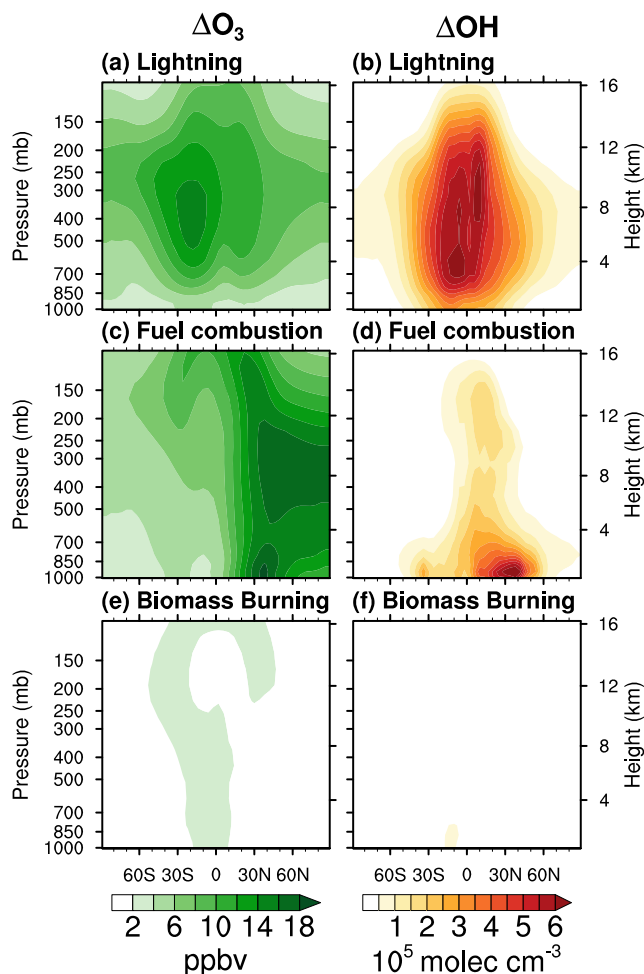 ΔO₃ ΔOH
(a) Lightning (b) Lightning
Pressure (mb) 150 200 250 300 400 500 700 850 1000
16 12 8 4 Height (km)
(c) Fuel combustion (d) Fuel combustion
Pressure (mb) 150 200 250 300 400 500 700 850 1000
16 12 8 4 Height (km)
(e) Biomass Burning (f) Biomass Burning
Pressure (mb) 150 200 250 300 400 500 700 850 1000
16 12 8 4 Height (km)
60S 30S 0 30N 60N 60S 30S 0 30N 60N
2 6 10 14 18 1 2 3 4 5 6
ppbv 10⁵ molec cm⁻³